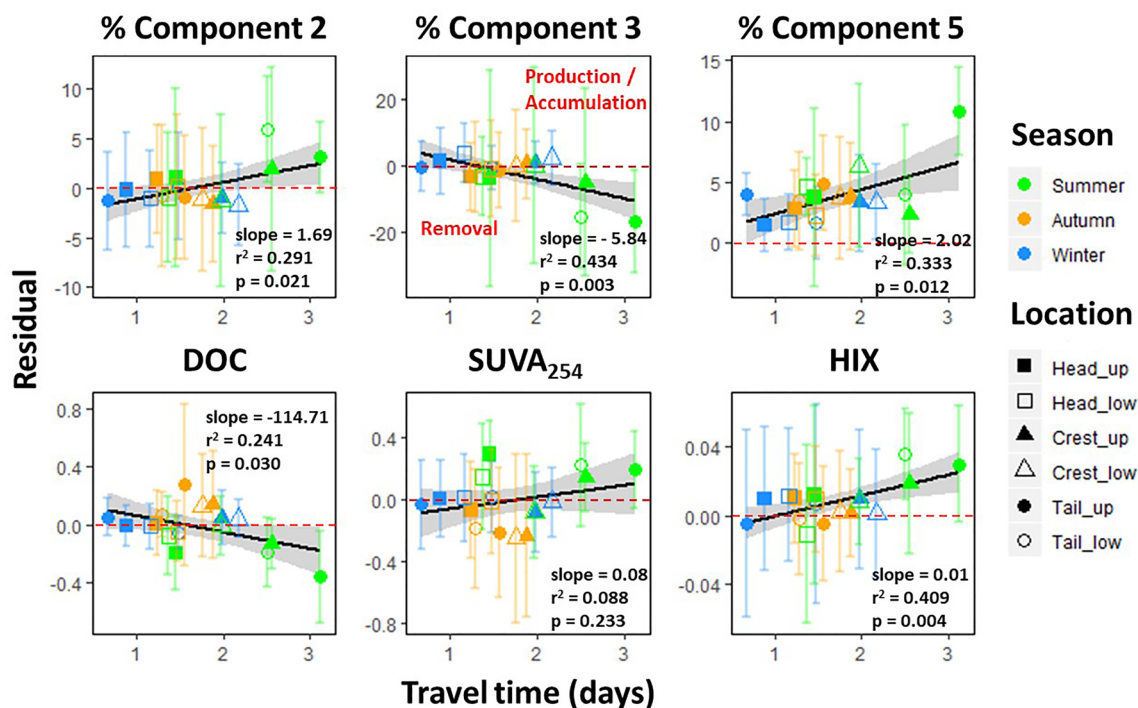 % Component 2
% Component 3
% Component 5
10
5
0
-5
-10
slope = 1.69
r² = 0.291
p = 0.021
1 2 3
20
0
-20
Production /
Accumulation
Removal
slope = - 5.84
r² = 0.434
p = 0.003
1 2 3
15
10
5
0
slope = 2.02
r² = 0.333
p = 0.012
1 2 3
Residual
DOC
SUVA₂₅₄
HIX
0.8
0.4
0.0
-0.4
slope = -114.71
r² = 0.241
p = 0.030
1 2 3
0.4
0.0
-0.4
-0.8
slope = 0.08
r² = 0.088
p = 0.233
1 2 3
0.04
0.00
-0.04
slope = 0.01
r² = 0.409
p = 0.004
1 2 3
Travel time (days)
Season
Summer
Autumn
Winter
Location
Head_up
Head_low
Crest_up
Crest_low
Tail_up
Tail_low